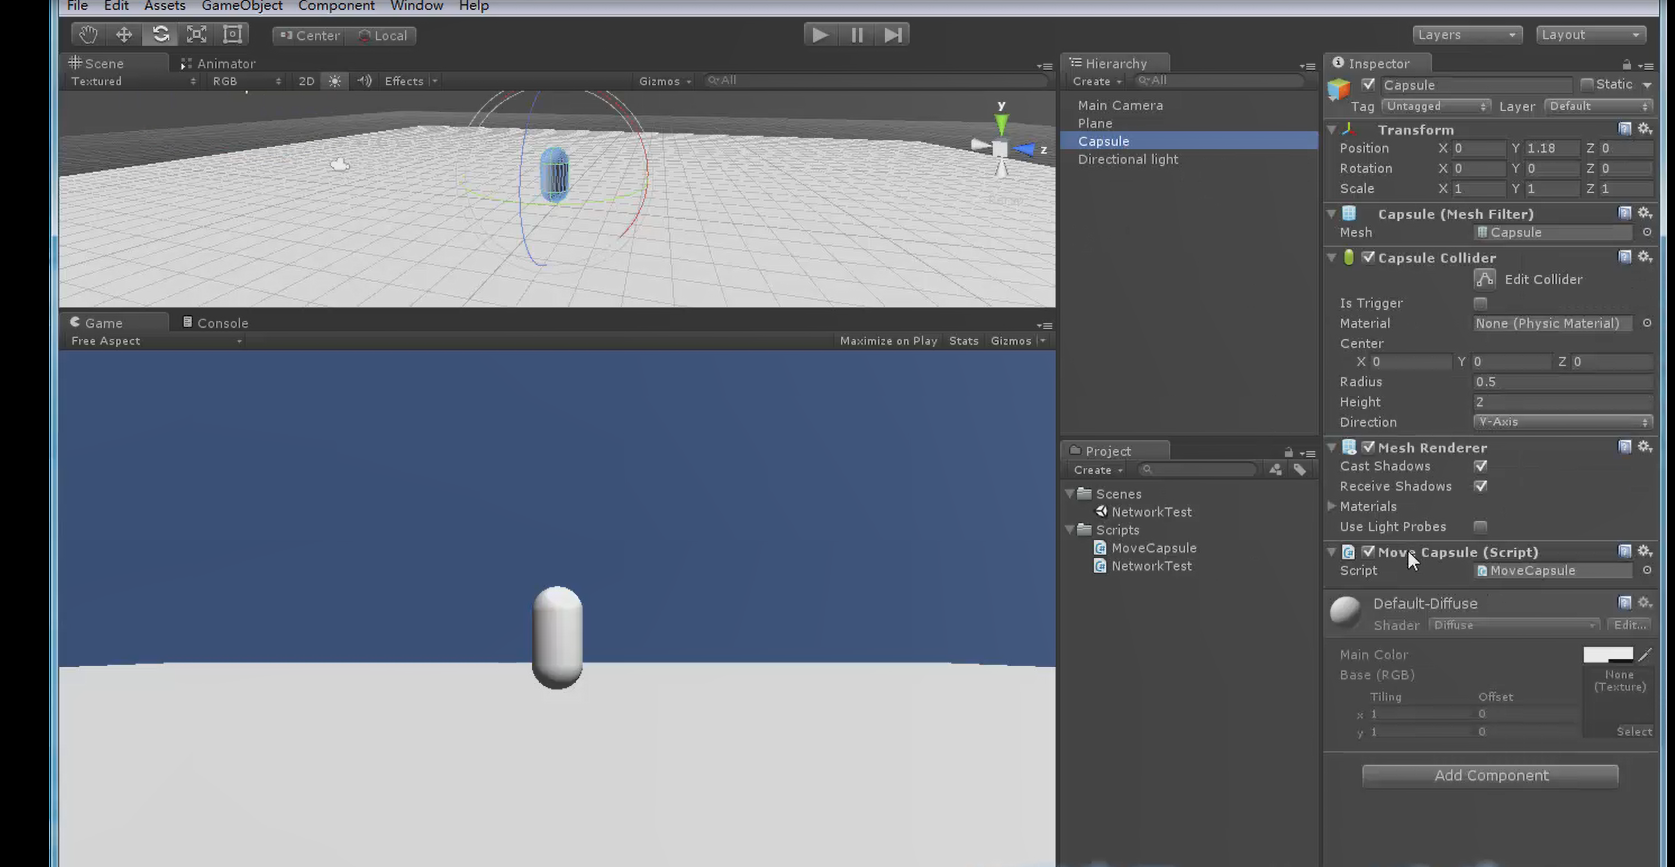 File Edit Assets GameObject Component Window Help
Center Local
Layers Layout
Scene Animator
Textured RGB 2D Effects Gizmos All
y
z
Game Console
Free Aspect Maximize on Play Stats Gizmos
Hierarchy
Create All
Main Camera
Plane
Capsule
Directional light
Project
Create
Scenes
NetworkTest
Scripts
MoveCapsule
NetworkTest
Inspector
Capsule Static
Tag Untagged Layer Default
Transform
Position X 0 Y 1.18 Z 0
Rotation X 0 Y 0 Z 0
Scale X 1 Y 1 Z 1
Capsule (Mesh Filter)
Mesh Capsule
Capsule Collider
Edit Collider
Is Trigger
Material None (Physic Material)
Center
X 0 Y 0 Z 0
Radius 0.5
Height 2
Direction Y-Axis
Mesh Renderer
Cast Shadows
Receive Shadows
Materials
Use Light Probes
Move Capsule (Script)
Script MoveCapsule
Default-Diffuse
Shader Diffuse Edit...
Main Color
Base (RGB) None
(Texture)
Tiling Offset
x 1 0
y 1 0 Select
Add Component